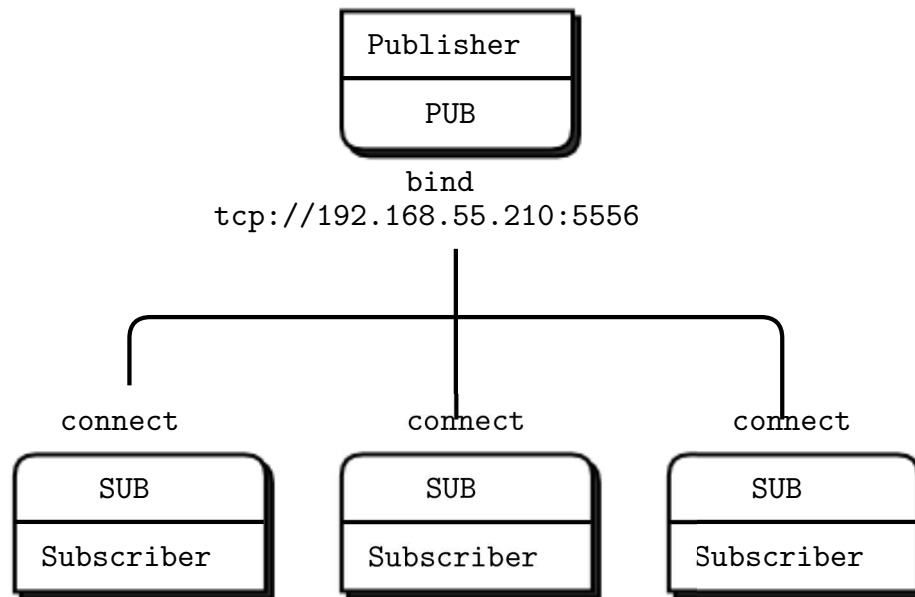 Publisher
PUB
bind
tcp://192.168.55.210:5556
connect connect connect
SUB SUB SUB
Subscriber Subscriber Subscriber